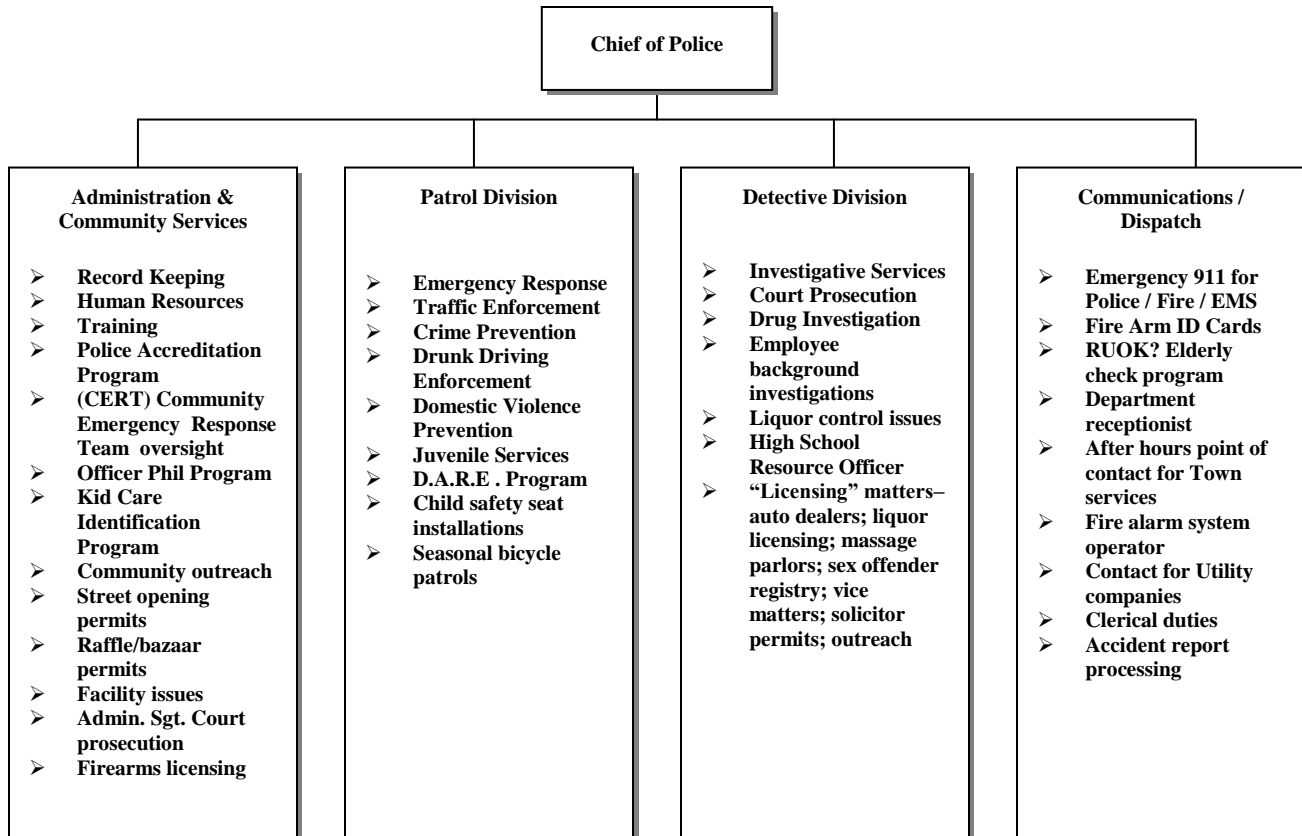 Chief of Police
Administration &
Community Services
➢ Record Keeping
➢ Human Resources
➢ Training
➢ Police Accreditation
Program
➢ (CERT) Community
Emergency Response
Team oversight
➢ Officer Phil Program
➢ Kid Care
Identification
Program
➢ Community outreach
➢ Street opening
permits
➢ Raffle/bazaar
permits
➢ Facility issues
➢ Admin. Sgt. Court
prosecution
➢ Firearms licensing
Patrol Division
➢ Emergency Response
➢ Traffic Enforcement
➢ Crime Prevention
➢ Drunk Driving
Enforcement
➢ Domestic Violence
Prevention
➢ Juvenile Services
➢ D.A.R.E . Program
➢ Child safety seat
installations
➢ Seasonal bicycle
patrols
Detective Division
➢ Investigative Services
➢ Court Prosecution
➢ Drug Investigation
➢ Employee
background
investigations
➢ Liquor control issues
➢ High School
Resource Officer
➢ “Licensing” matters–
auto dealers; liquor
licensing; massage
parlors; sex offender
registry; vice
matters; solicitor
permits; outreach
Communications /
Dispatch
➢ Emergency 911 for
Police / Fire / EMS
➢ Fire Arm ID Cards
➢ RUOK? Elderly
check program
➢ Department
receptionist
➢ After hours point of
contact for Town
services
➢ Fire alarm system
operator
➢ Contact for Utility
companies
➢ Clerical duties
➢ Accident report
processing